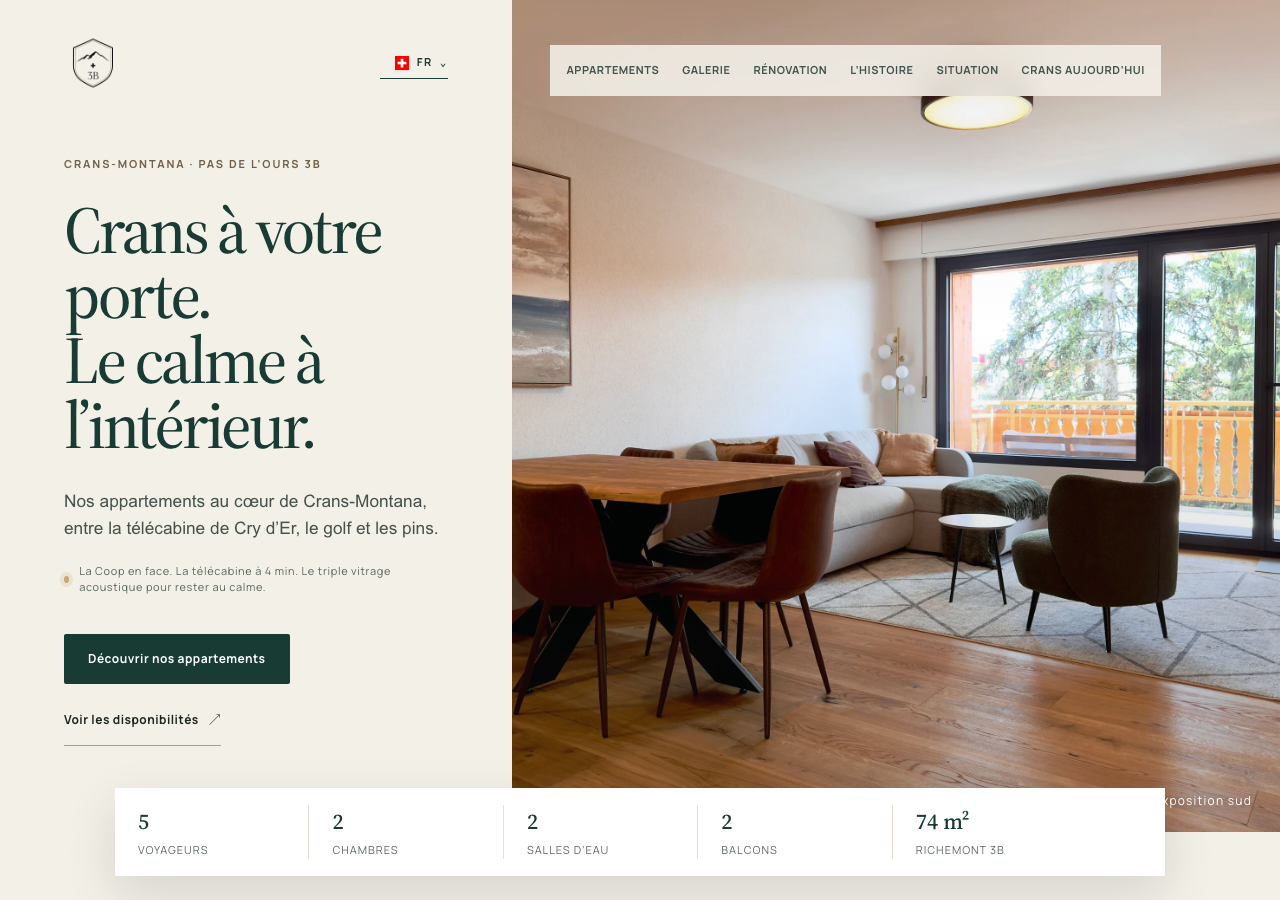 3B
FR
APPARTEMENTS GALERIE RÉNOVATION L'HISTOIRE SITUATION CRANS AUJOURD'HUI
CRANS-MONTANA · PAS DE L'OURS 3B
Crans à votre
porte.
Le calme à
l'intérieur.
Nos appartements au cœur de Crans-Montana,
entre la télécabine de Cry d'Er, le golf et les pins.
La Coop en face. La télécabine à 4 min. Le triple vitrage
acoustique pour rester au calme.
Découvrir nos appartements
Voir les disponibilités ↗
xposition sud
5
VOYAGEURS
2
CHAMBRES
2
SALLES D'EAU
2
BALCONS
74 m²
RICHEMONT 3B